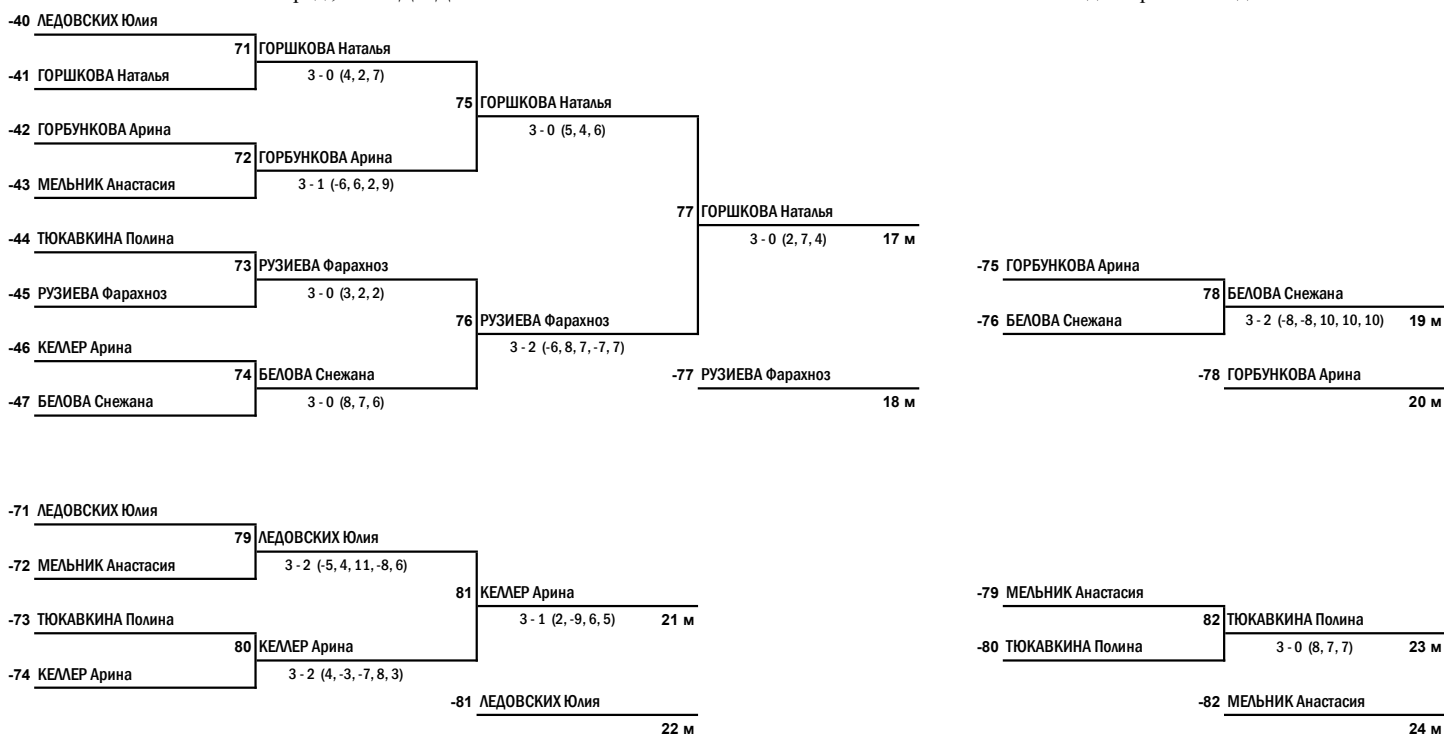 -40 ЛЕДОВСКИХ Юлия
71 ГОРШКОВА Наталья
-41 ГОРШКОВА Наталья
3 - 0 (4, 2, 7)
75 ГОРШКОВА Наталья
3 - 0 (5, 4, 6)
-42 ГОРБУНКОВА Арина
72 ГОРБУНКОВА Арина
-43 МЕЛЬНИК Анастасия
3 - 1 (-6, 6, 2, 9)
77 ГОРШКОВА Наталья
3 - 0 (2, 7, 4) 17 м
-44 ТЮКАВКИНА Полина
73 РУЗИЕВА Фарахноз
-45 РУЗИЕВА Фарахноз
3 - 0 (3, 2, 2)
76 РУЗИЕВА Фарахноз
3 - 2 (-6, 8, 7, -7, 7)
-46 КЕЛЛЕР Арина
74 БЕЛОВА Снежана
-47 БЕЛОВА Снежана
3 - 0 (8, 7, 6)
-77 РУЗИЕВА Фарахноз
18 м
-75 ГОРБУНКОВА Арина
78 БЕЛОВА Снежана
-76 БЕЛОВА Снежана
3 - 2 (-8, -8, 10, 10, 10) 19 м
-78 ГОРБУНКОВА Арина
20 м
-71 ЛЕДОВСКИХ Юлия
79 ЛЕДОВСКИХ Юлия
-72 МЕЛЬНИК Анастасия
3 - 2 (-5, 4, 11, -8, 6)
81 КЕЛЛЕР Арина
3 - 1 (2, -9, 6, 5) 21 м
-73 ТЮКАВКИНА Полина
80 КЕЛЛЕР Арина
-74 КЕЛЛЕР Арина
3 - 2 (4, -3, -7, 8, 3)
-81 ЛЕДОВСКИХ Юлия
22 м
-79 МЕЛЬНИК Анастасия
82 ТЮКАВКИНА Полина
-80 ТЮКАВКИНА Полина
3 - 0 (8, 7, 7) 23 м
-82 МЕЛЬНИК Анастасия
24 м